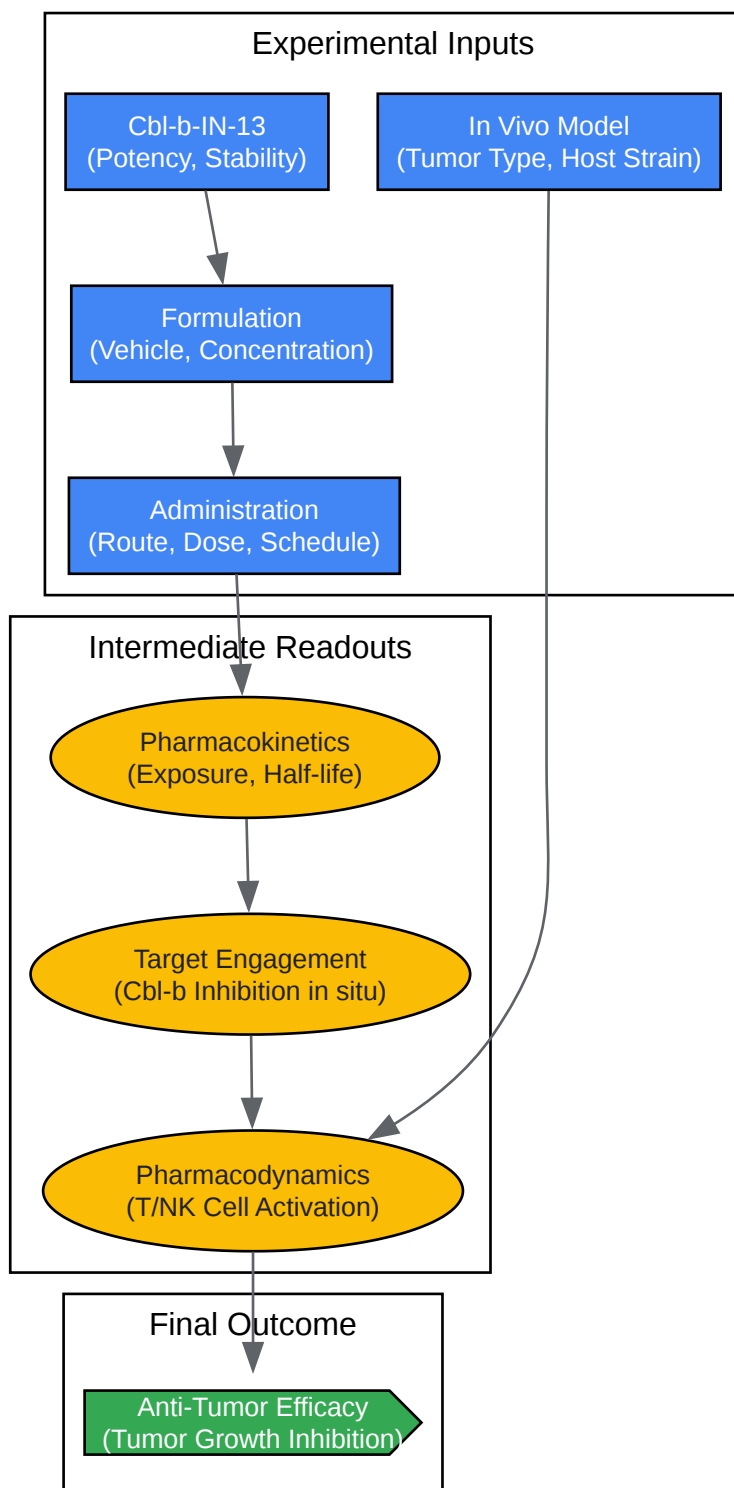 Experimental Inputs
Cbl-b-IN-13
(Potency, Stability)
In Vivo Model
(Tumor Type, Host Strain)
Formulation
(Vehicle, Concentration)
Administration
(Route, Dose, Schedule)
Intermediate Readouts
Pharmacokinetics
(Exposure, Half-life)
Target Engagement
(Cbl-b Inhibition in situ)
Pharmacodynamics
(T/NK Cell Activation)
Final Outcome
Anti-Tumor Efficacy
(Tumor Growth Inhibition)